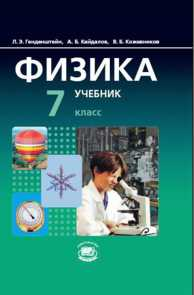 Л. Э. Генденштейн, А. Б. Кайдалов, В. Б. Кожевников
ФИЗИКА
УЧЕБНИК
7 класс